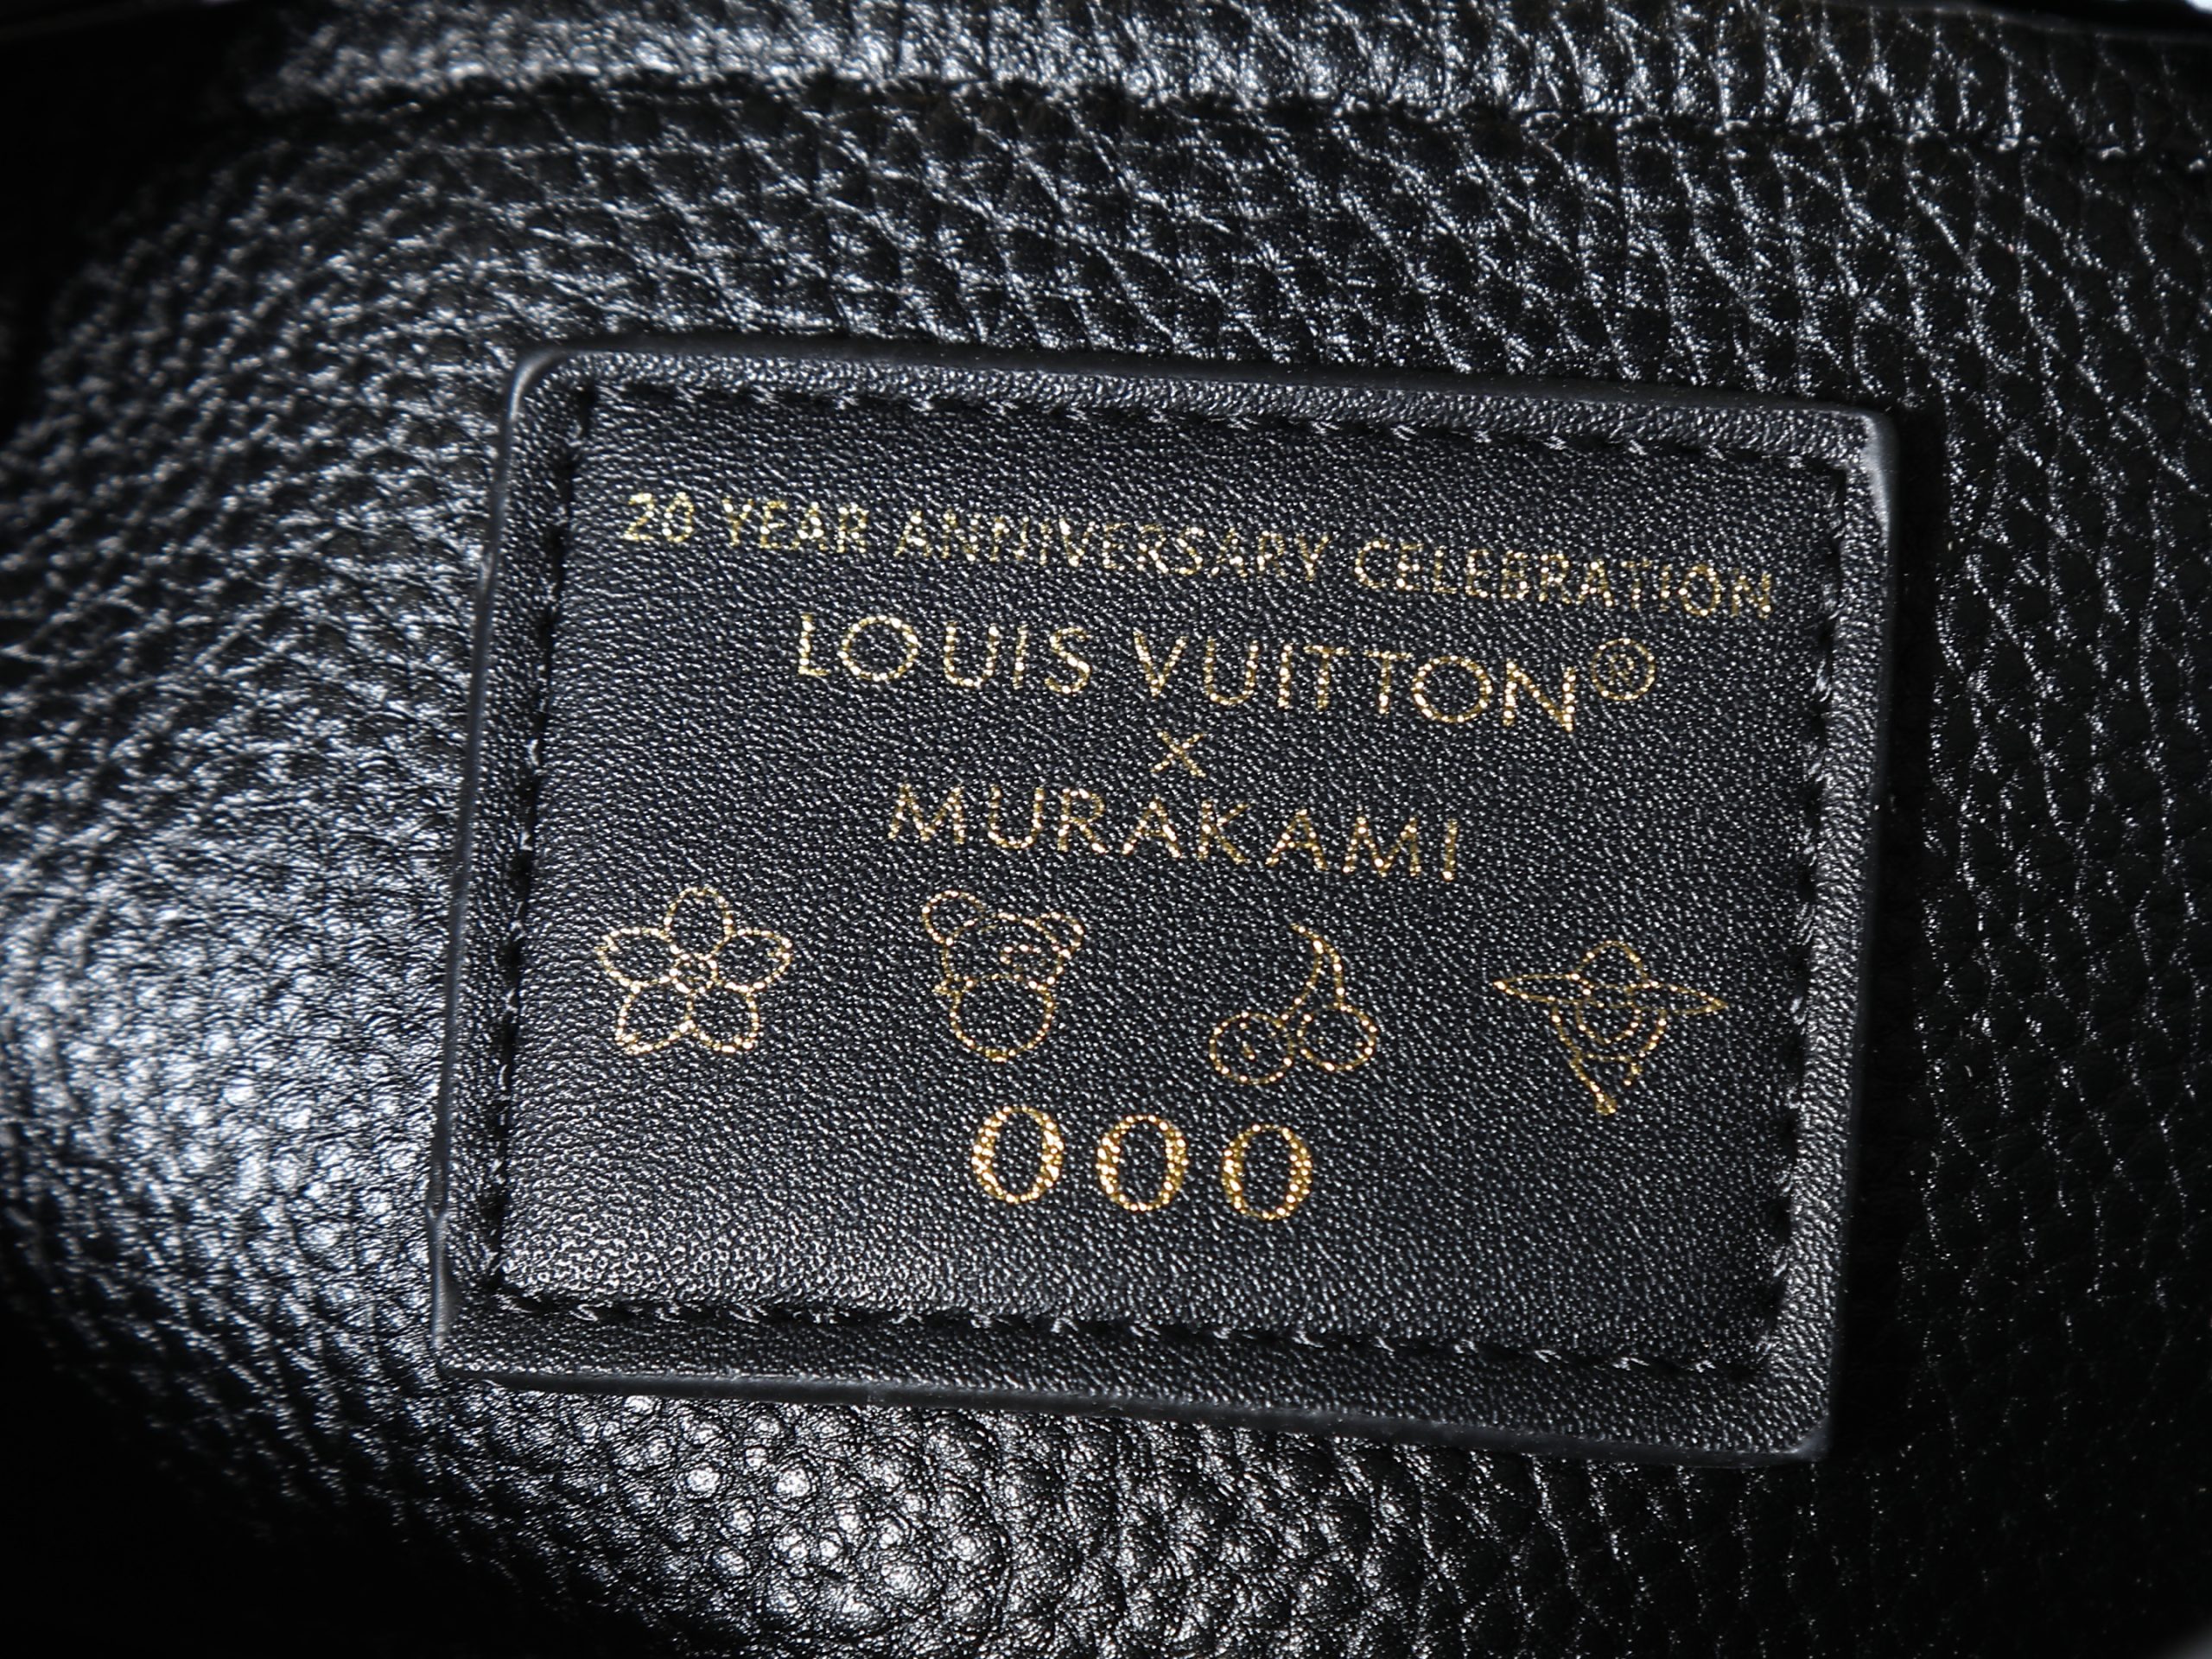 20 YEAR ANNIVERSARY CELEBRATION
LOUIS VUITTON®
×
MURAKAMI
000